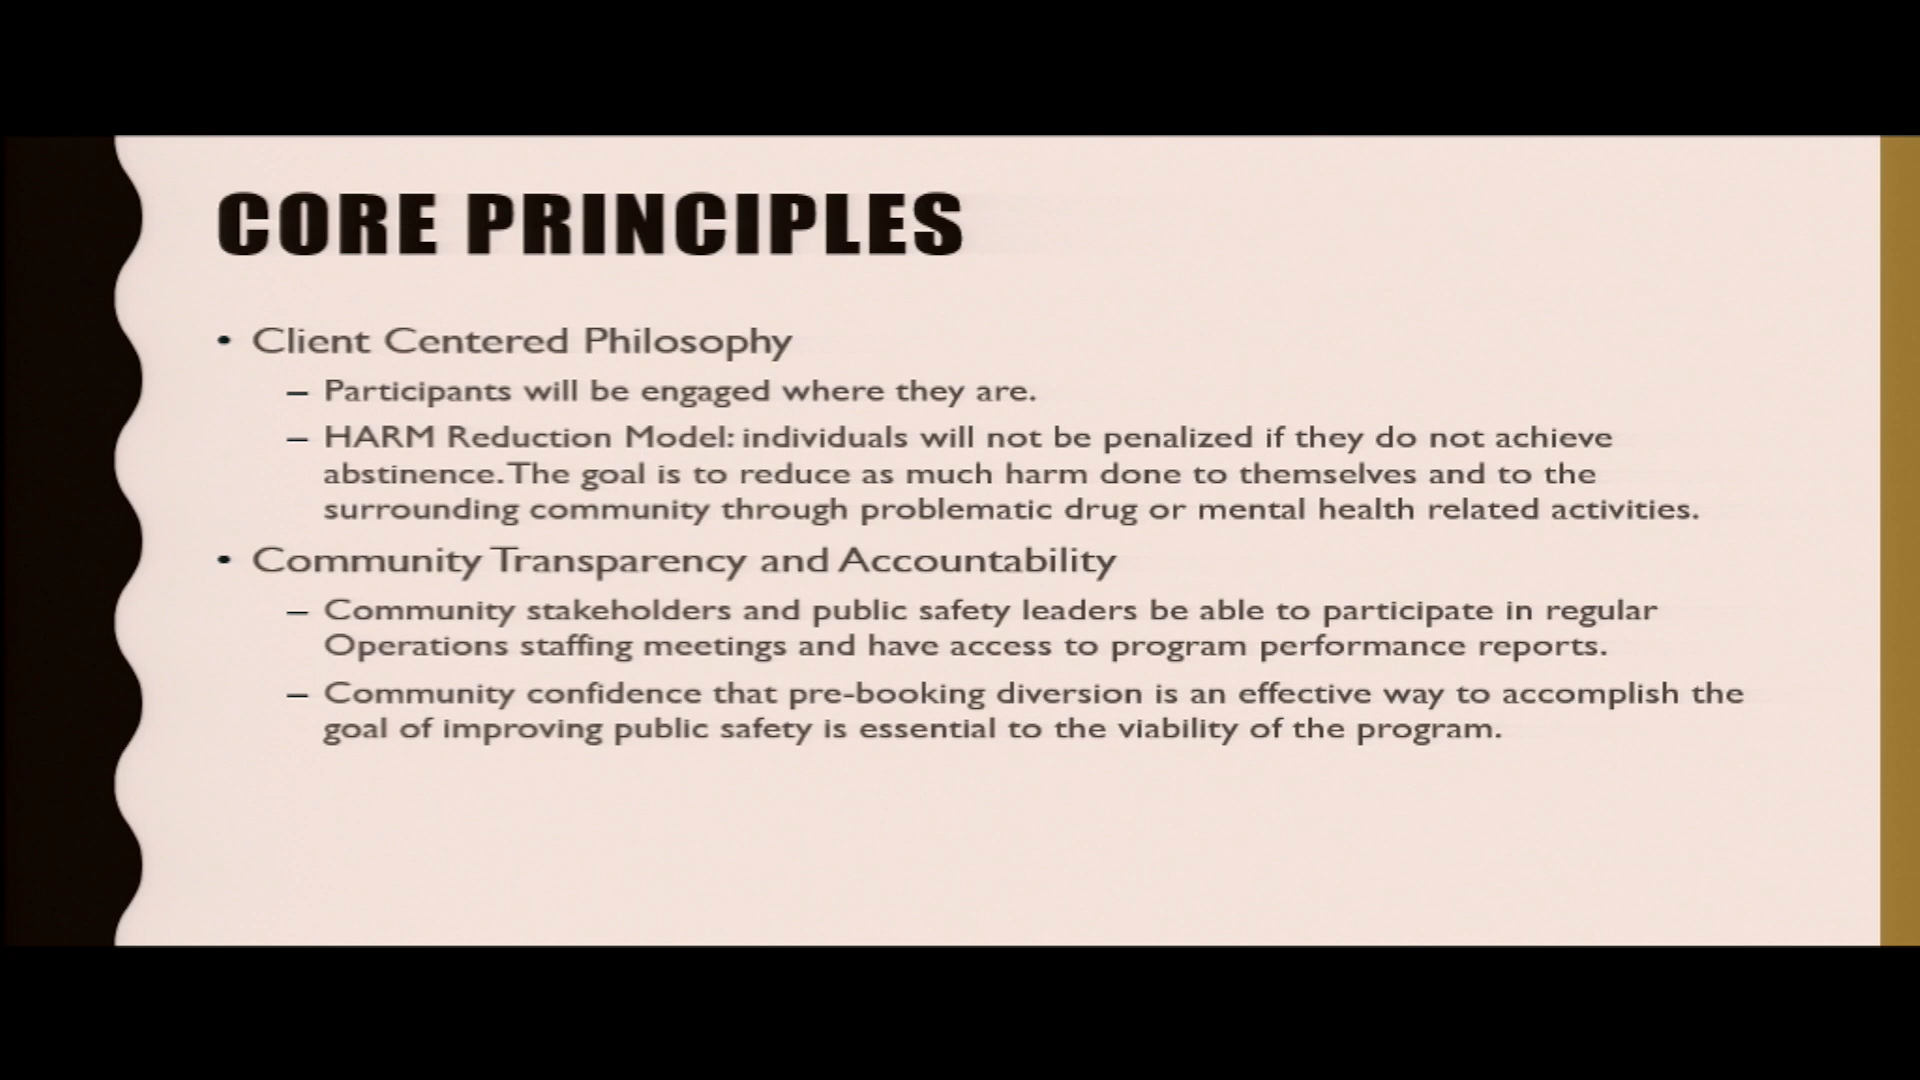 CORE PRINCIPLES
• Client Centered Philosophy
– Participants will be engaged where they are.
– HARM Reduction Model: individuals will not be penalized if they do not achieve
abstinence. The goal is to reduce as much harm done to themselves and to the
surrounding community through problematic drug or mental health related activities.
• Community Transparency and Accountability
– Community stakeholders and public safety leaders be able to participate in regular
Operations staffing meetings and have access to program performance reports.
– Community confidence that pre-booking diversion is an effective way to accomplish the
goal of improving public safety is essential to the viability of the program.